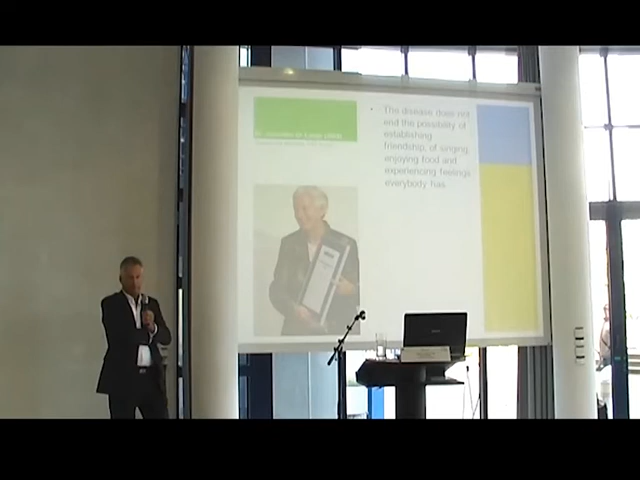 • The disease does not
end the possibility of
establishing
friendship, of singing,
enjoying food and
experiencing feelings
everybody has.